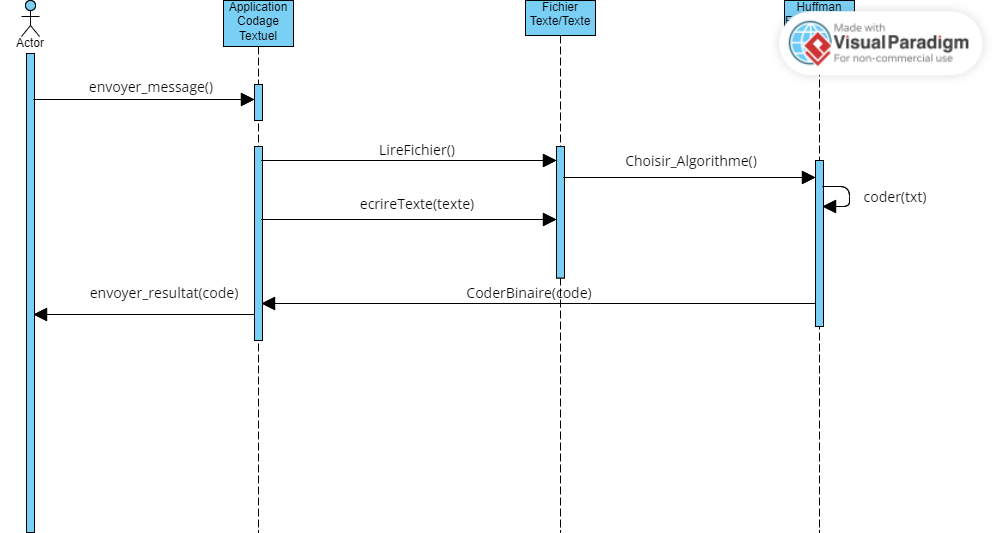 Actor
Application
Codage
Textuel
Fichier
Texte/Texte
Huffman
Made with
Visual Paradigm
For non-commercial use
envoyer_message()
LireFichier()
Choisir_Algorithme()
coder(txt)
ecrireTexte(texte)
envoyer_resultat(code)
CoderBinaire(code)